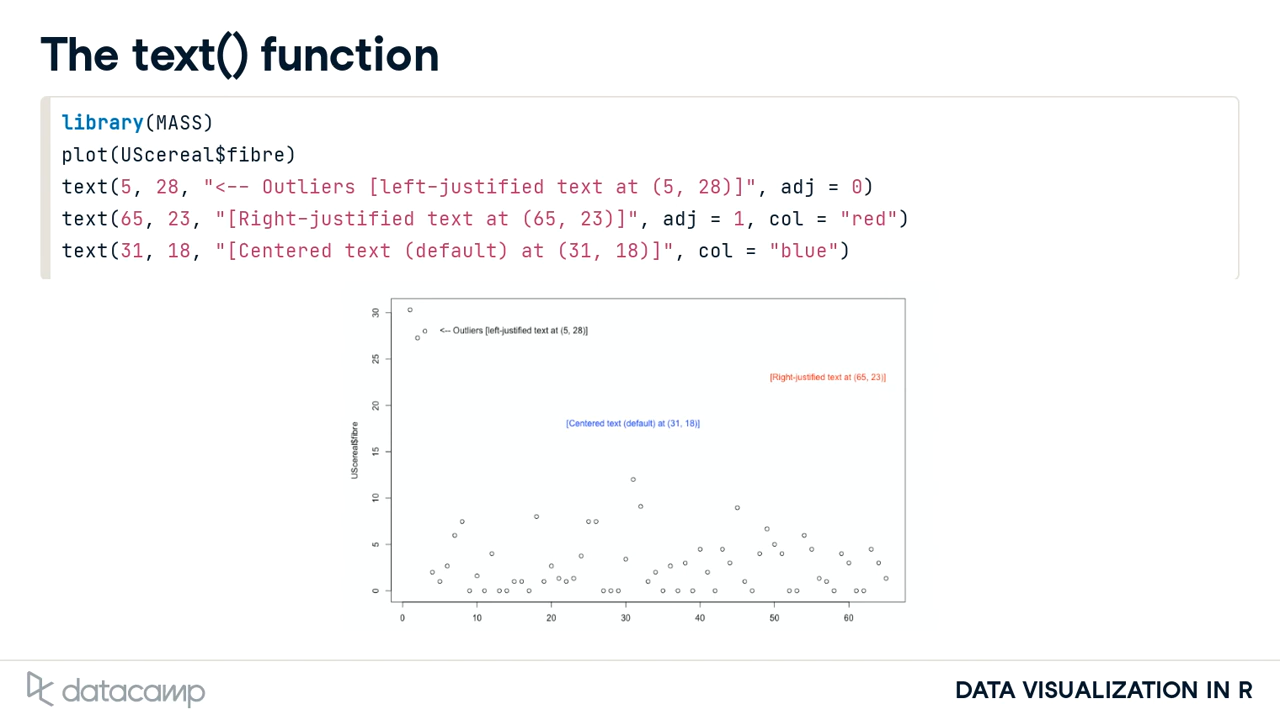 The text() function
library(MASS)
plot(UScereal$fibre)
text(5, 28, "<-- Outliers [left-justified text at (5, 28)]", adj = 0)
text(65, 23, "[Right-justified text at (65, 23)]", adj = 1, col = "red")
text(31, 18, "[Centered text (default) at (31, 18)]", col = "blue")
30
<-- Outliers [left-justified text at (5, 28)]
25
[Right-justified text at (65, 23)]
20
[Centered text (default) at (31, 18)]
UScereal$fibre
15
10
5
0
0 10 20 30 40 50 60
datacamp
DATA VISUALIZATION IN R